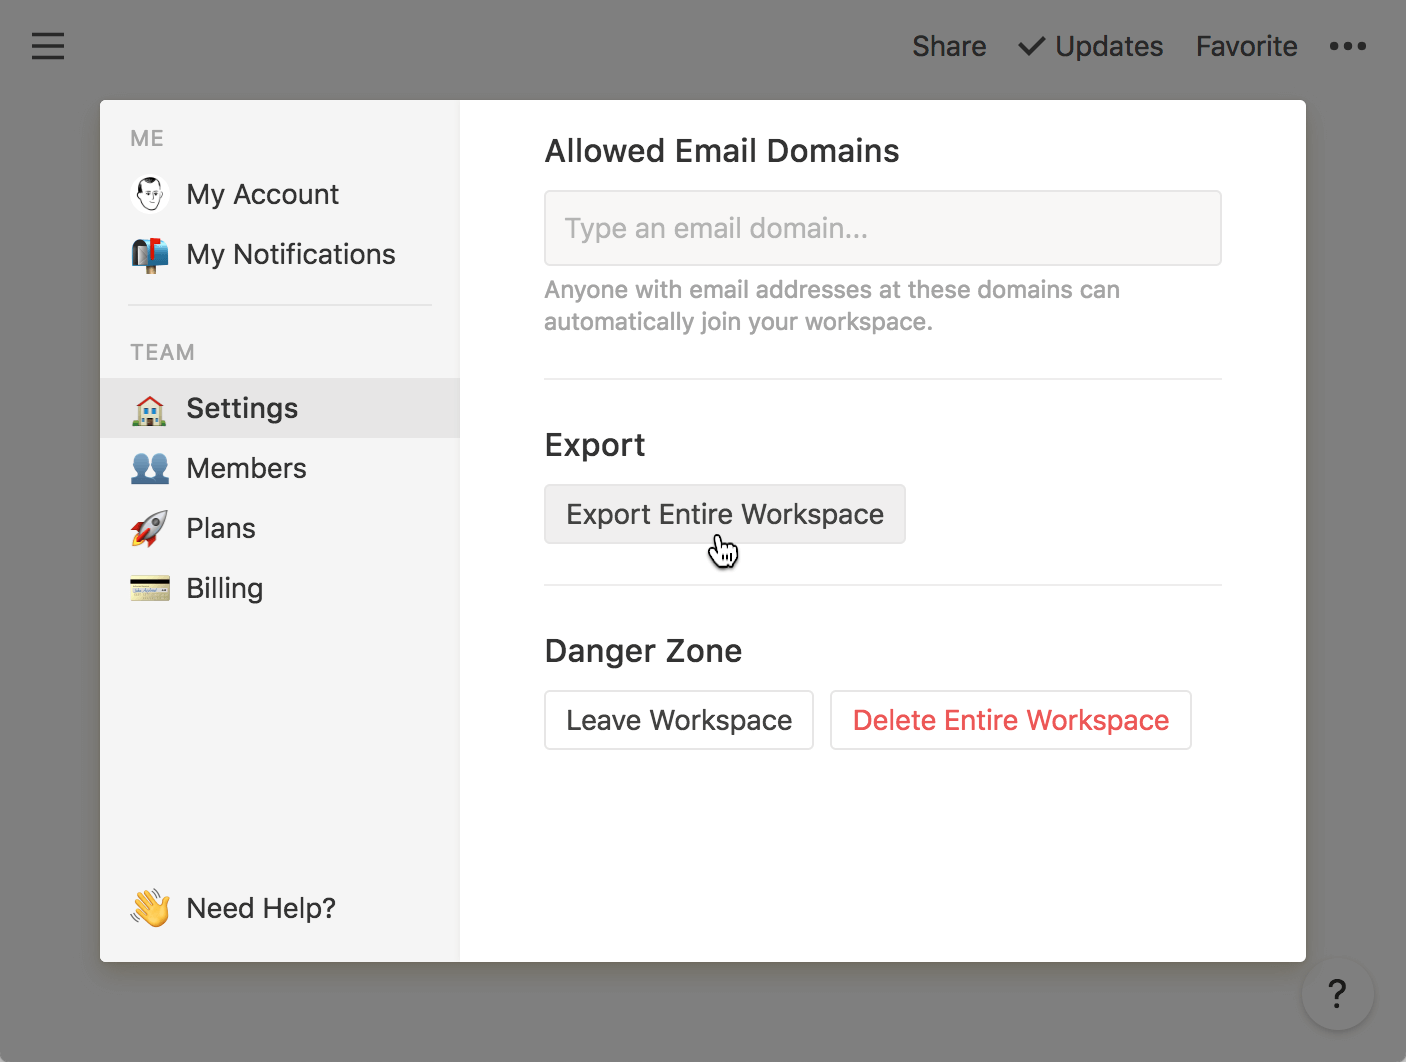 Share
Updates
Favorite
ME
My Account
My Notifications
TEAM
Settings
Members
Plans
Billing
Need Help?
Allowed Email Domains
Type an email domain...
Anyone with email addresses at these domains can
automatically join your workspace.
Export
Export Entire Workspace
Danger Zone
Leave Workspace
Delete Entire Workspace
?